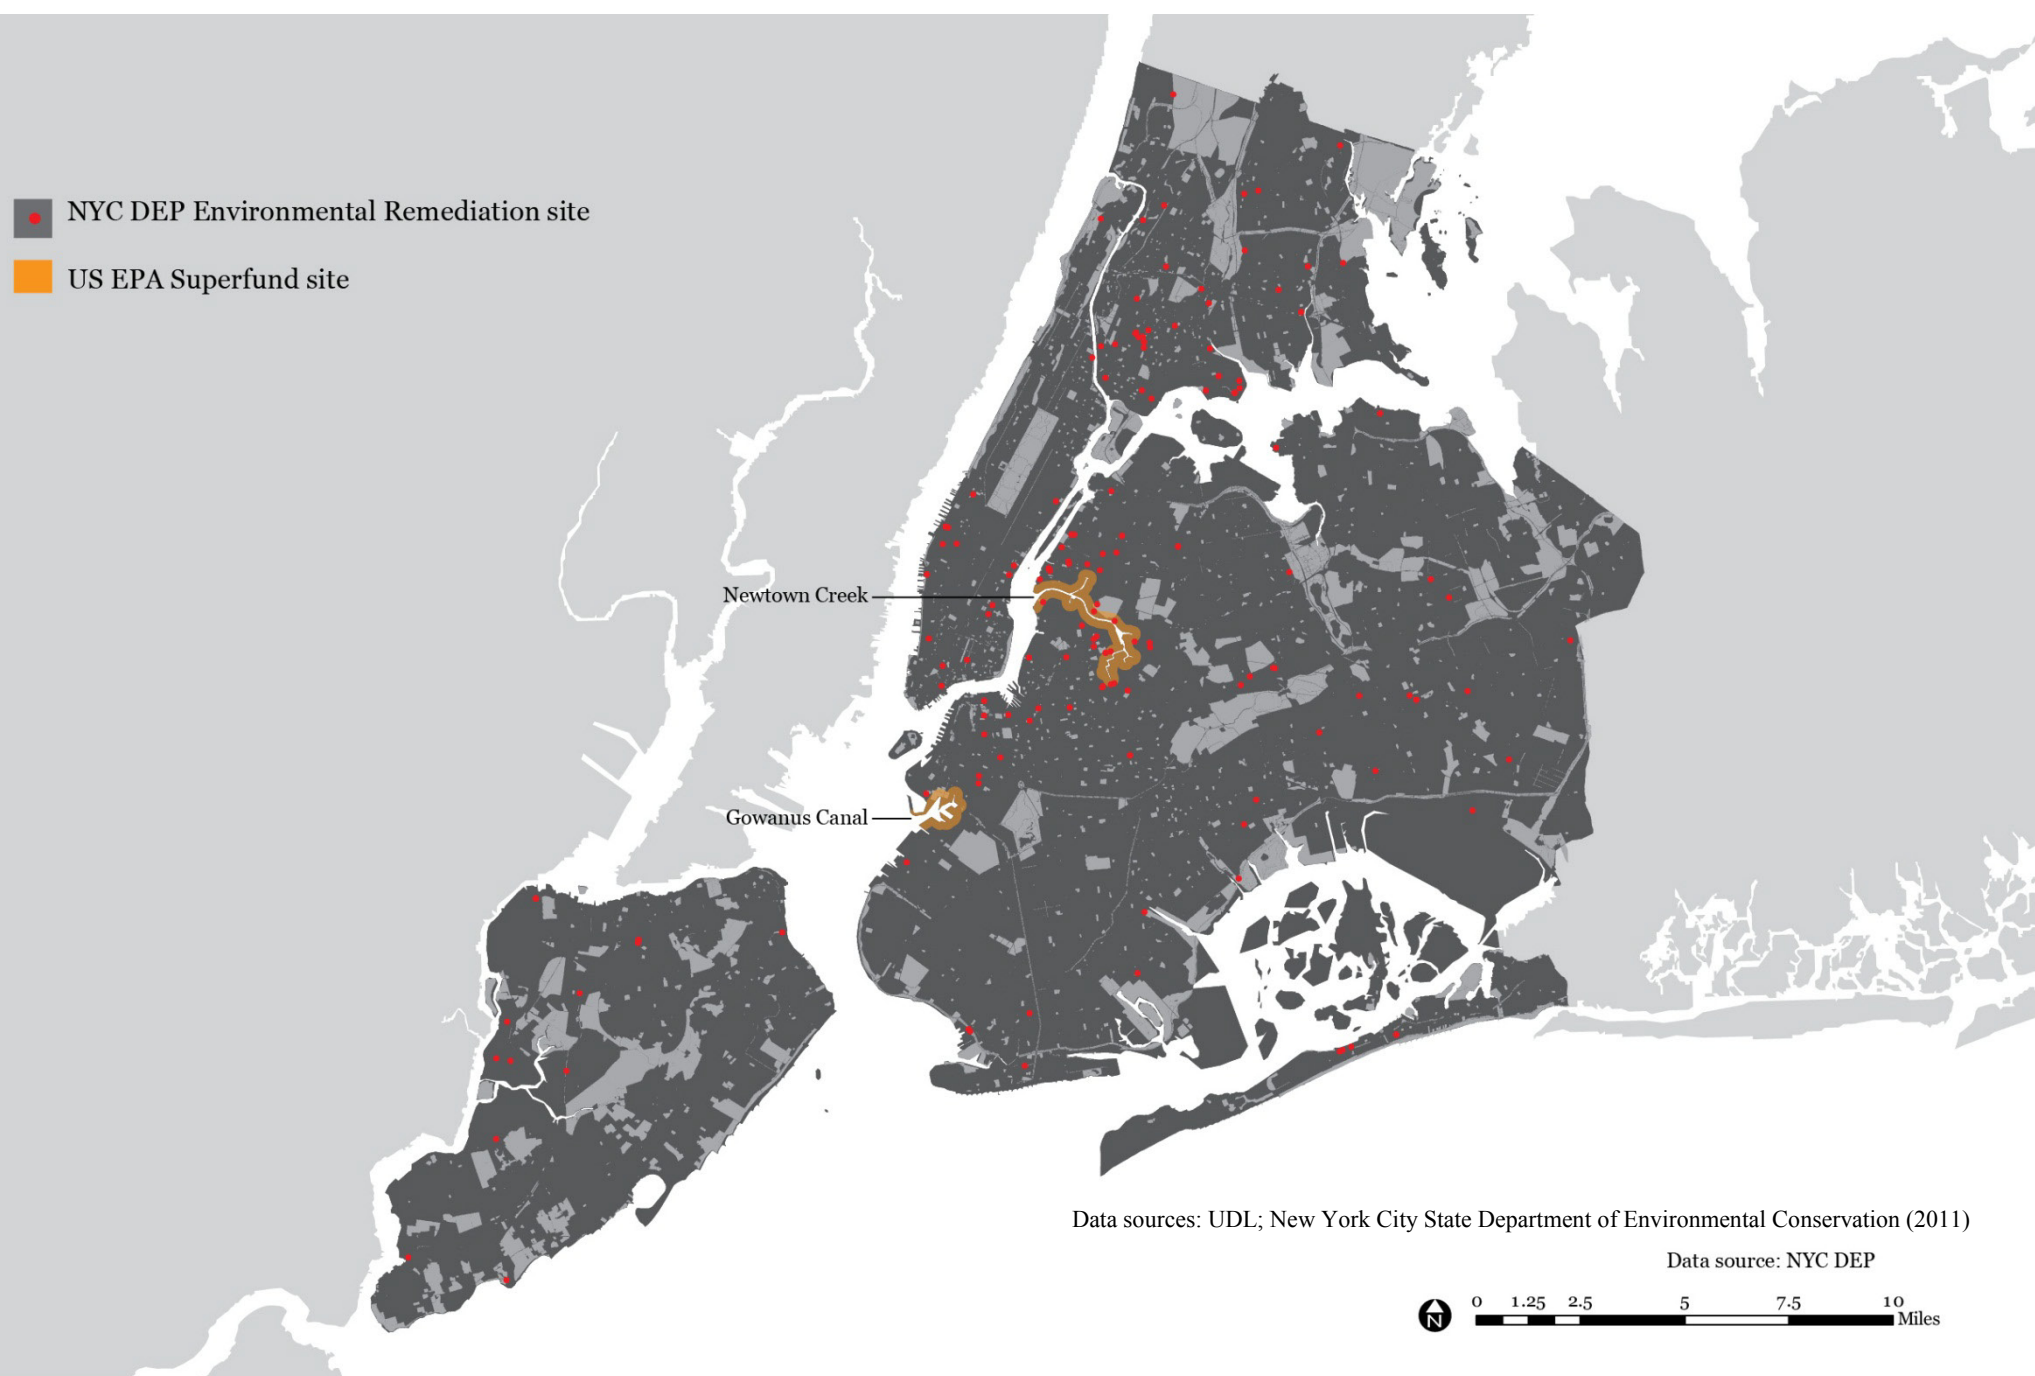 NYC DEP Environmental Remediation site
US EPA Superfund site
Newtown Creek
Gowanus Canal
Data sources: UDL; New York City State Department of Environmental Conservation (2011)
Data source: NYC DEP
N
0 1.25 2.5 5 7.5 10
Miles